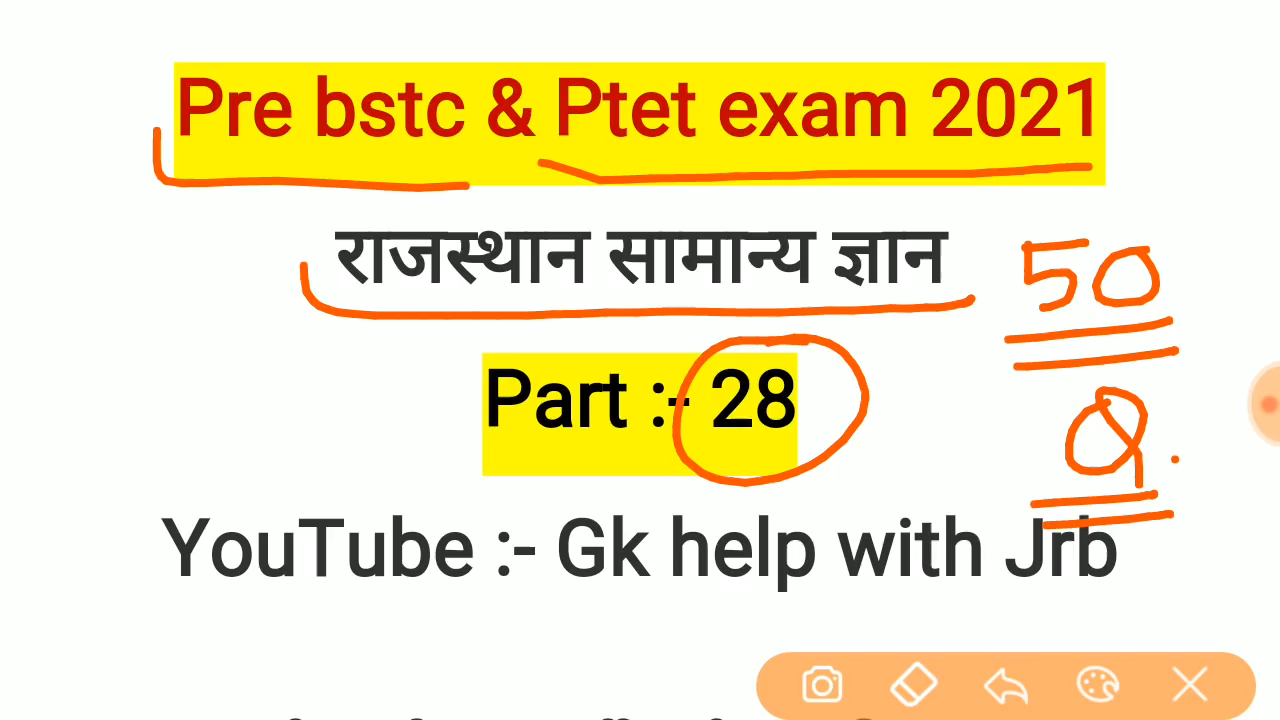 Pre bstc & Ptet exam 2021
राजस्थान सामान्य ज्ञान
50
Part :- 28
Q.
YouTube :- Gk help with Jrb